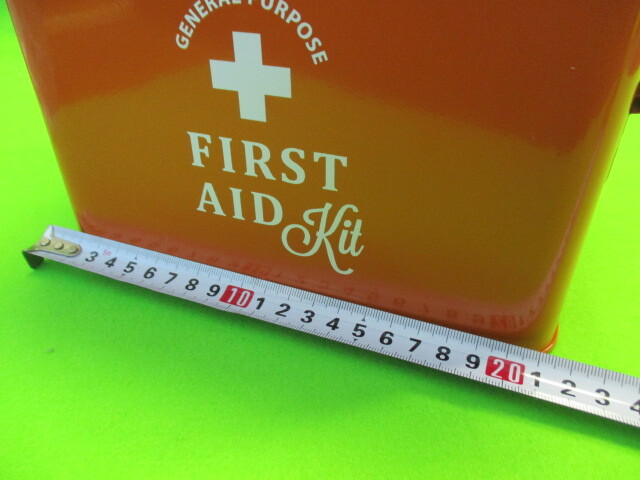 GENERAL PURPOSE
FIRST
AID Kit
3 4 5 6 7 8 9 10 1 2 3 4 5 6 7 8 9 20 1 2 3 4